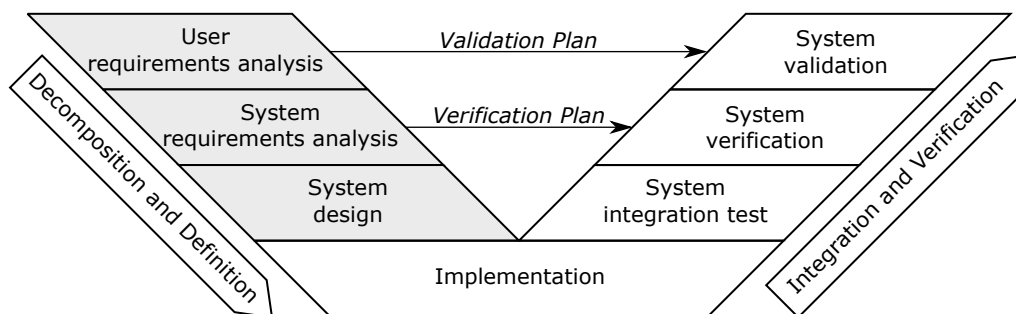 User
requirements analysis
Validation Plan
System
validation
System
requirements analysis
Verification Plan
System
verification
System
design
System
integration test
Implementation
Decomposition and Definition
Integration and Verification